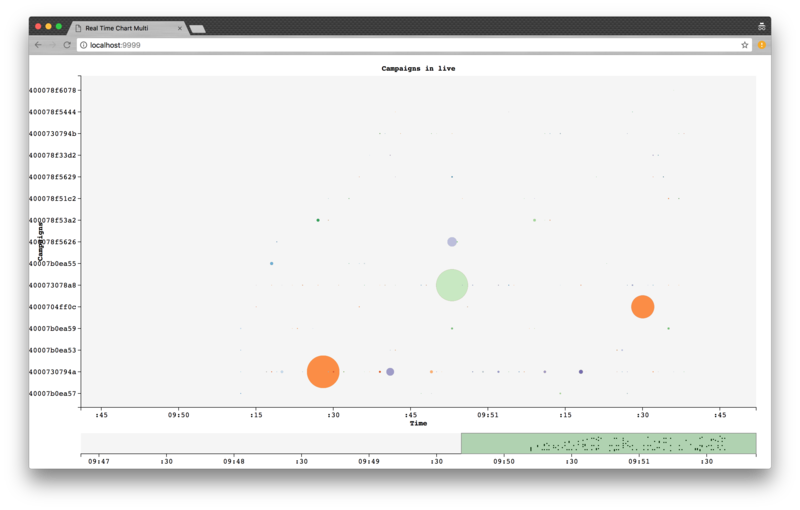 Real Time Chart Multi
localhost:9999
Campaigns in live
400078f6078
400078f5444
4000730794b
400078f33d2
400078f5629
400078f51c2
400078f53a2
400078f5626
Campaigns
40007b0ea55
400073078a8
4000704ff0c
40007b0ea59
40007b0ea53
4000730794a
40007b0ea57
:45 09:50 :15 :30 :45 09:51 :15 :30 :45
Time
09:47 :30 09:48 :30 09:49 :30 09:50 :30 09:51 :30